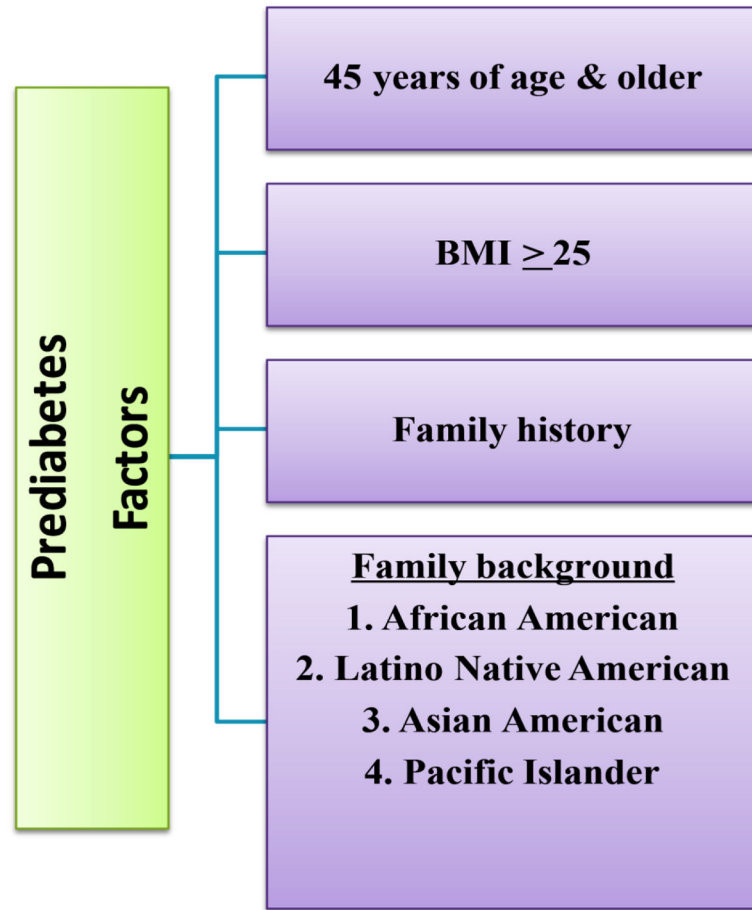 Prediabetes
Factors
45 years of age & older
BMI ≥ 25
Family history
Family background
1. African American
2. Latino Native American
3. Asian American
4. Pacific Islander